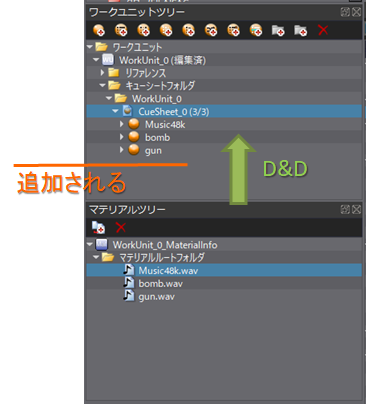 ワークユニットツリー
ワークユニット
WorkUnit_0 (編集済)
リファレンス
キューシートフォルダ
WorkUnit_0
CueSheet_0 (3/3)
Music48k
bomb
gun
追加される
D&D
マテリアルツリー
WorkUnit_0_MaterialInfo
マテリアルルートフォルダ
Music48k.wav
bomb.wav
gun.wav